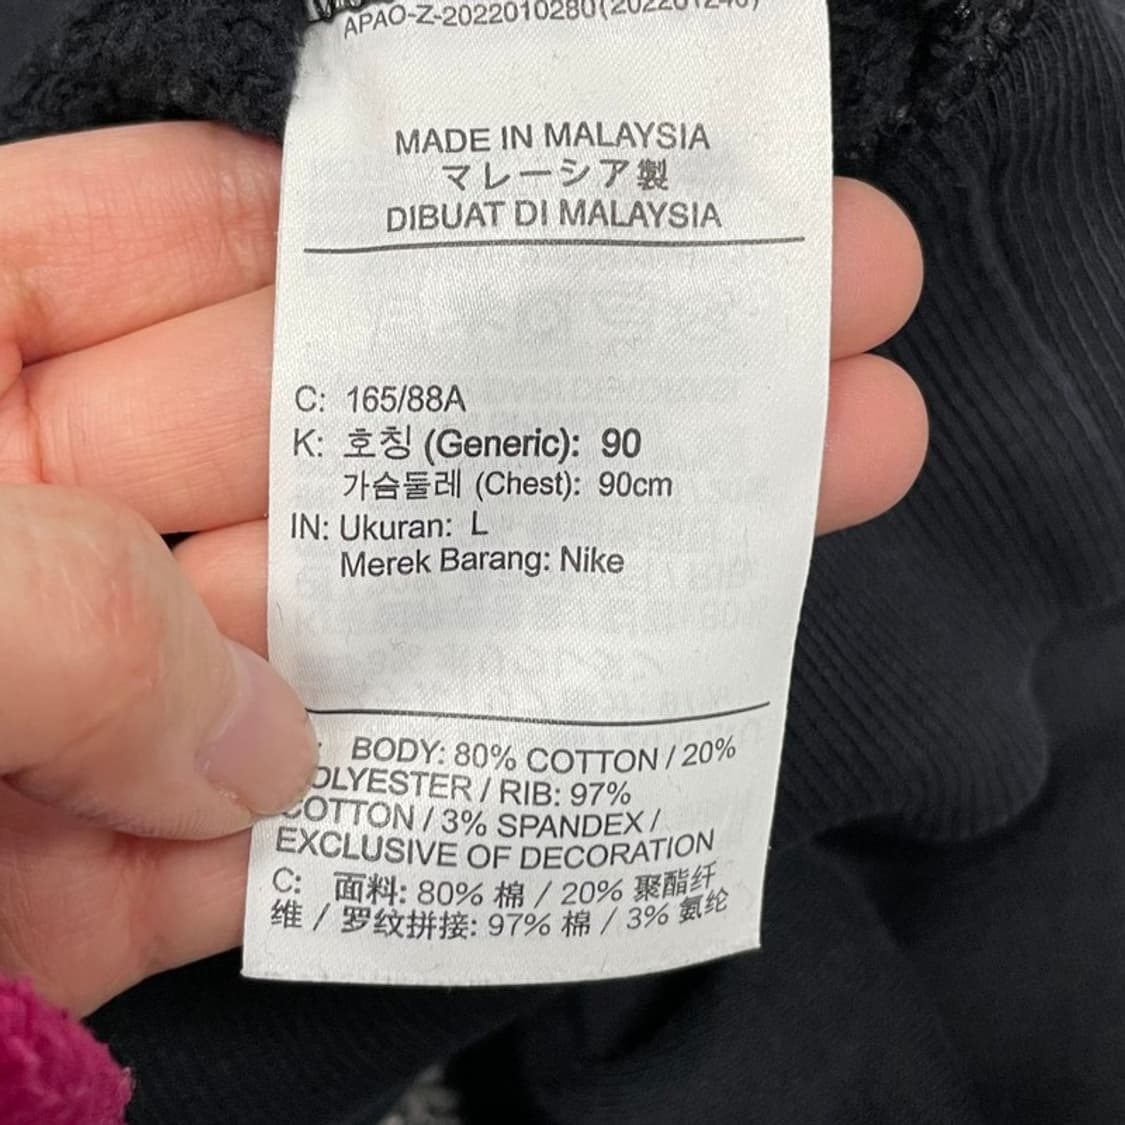 APAO-Z-2022010280(20220124
MADE IN MALAYSIA
マレーシア製
DIBUAT DI MALAYSIA
C: 165/88A
K: 호칭 (Generic): 90
가슴둘레 (Chest): 90cm
IN: Ukuran: L
Merek Barang: Nike
BODY: 80% COTTON / 20%
OLYESTER / RIB: 97%
COTTON / 3% SPANDEX /
EXCLUSIVE OF DECORATION
C: 面料: 80% 棉 / 20% 聚酯纤
维 / 罗纹拼接: 97% 棉 / 3% 氨纶